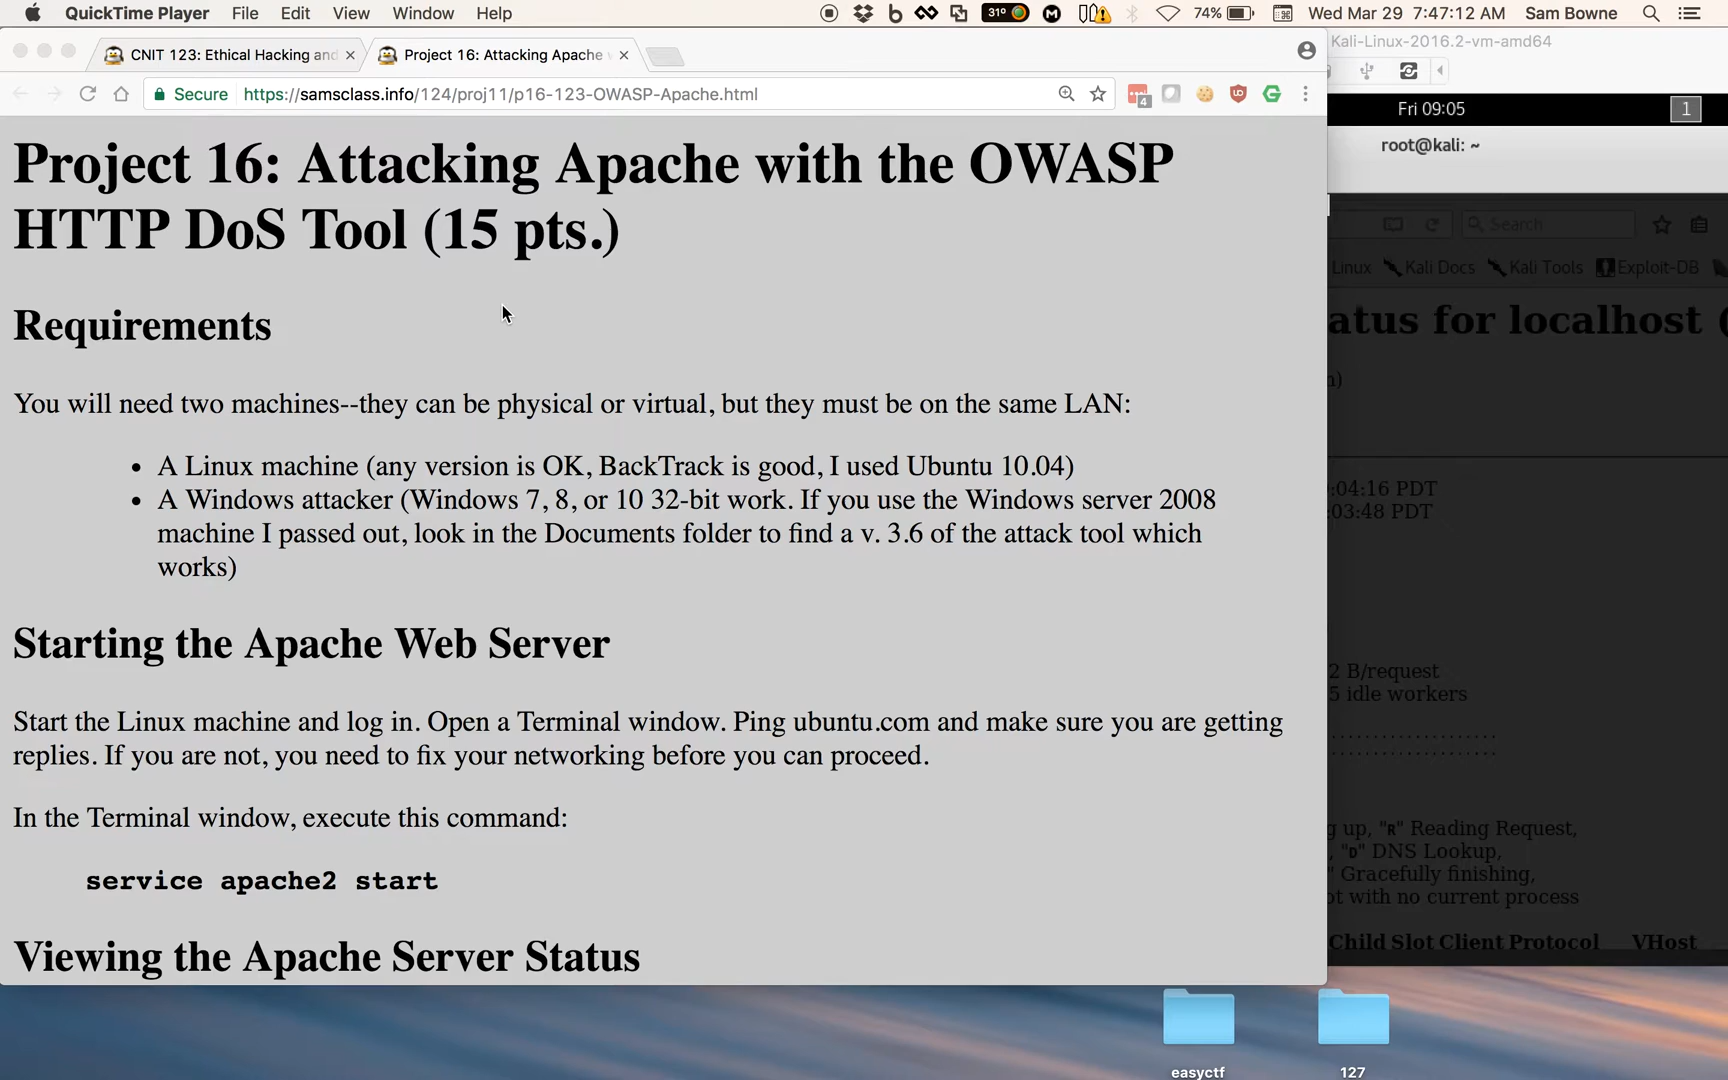 QuickTime Player File Edit View Window Help 31° 74% Wed Mar 29 7:47:12 AM Sam Bowne
Kali-Linux-2016.2-vm-amd64
CNIT 123: Ethical Hacking and
Project 16: Attacking Apache
Secure https://samsclass.info/124/proj11/p16-123-OWASP-Apache.html
4
Fri 09:05
1
root@kali: ~
Search
Linux Kali Docs Kali Tools Exploit-DB
Project 16: Attacking Apache with the OWASP
HTTP DoS Tool (15 pts.)
Requirements
You will need two machines--they can be physical or virtual, but they must be on the same LAN:
• A Linux machine (any version is OK, BackTrack is good, I used Ubuntu 10.04)
• A Windows attacker (Windows 7, 8, or 10 32-bit work. If you use the Windows server 2008
machine I passed out, look in the Documents folder to find a v. 3.6 of the attack tool which
works)
Starting the Apache Web Server
Start the Linux machine and log in. Open a Terminal window. Ping ubuntu.com and make sure you are getting
replies. If you are not, you need to fix your networking before you can proceed.
In the Terminal window, execute this command:
service apache2 start
Viewing the Apache Server Status
atus for localhost
:04:16 PDT
:03:48 PDT
2 B/request
5 idle workers
g up, "R" Reading Request,
, "D" DNS Lookup,
" Gracefully finishing,
ot with no current process
Child Slot Client Protocol VHost
easyctf
127